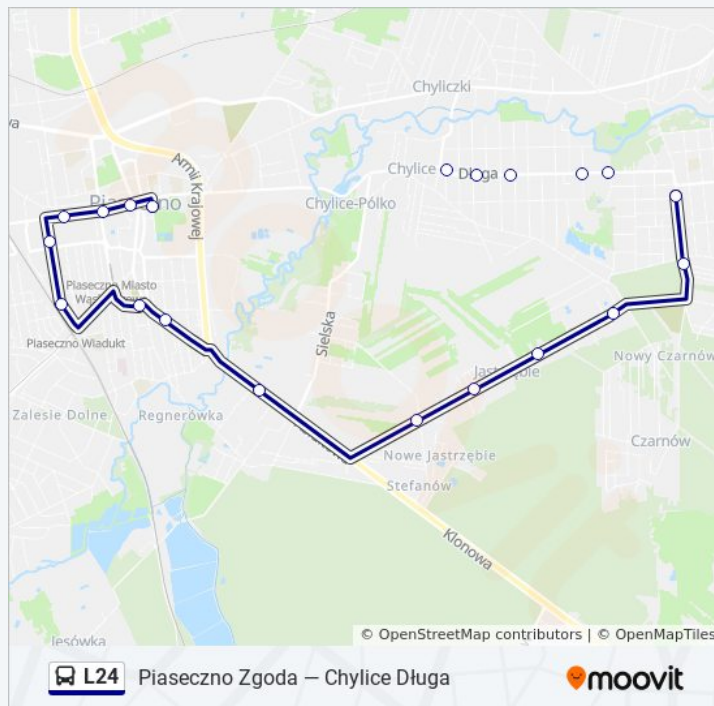 Chyliczki
wa
Armii Krajowej
Chylice
Długa
Chylice-Pólko
Piaseczno Miasto
Sielska
Piaseczno Wiadukt
Nowy Czarnów
Jastrzębie
Zalesie Dolne
Regnerówka
Czarnów
Nowe Jastrzębie
Stefanów
Klonowa
Jesówka
© OpenStreetMap contributors | © OpenMapTiles
L24 Piaseczno Zgoda — Chylice Długa
moovit